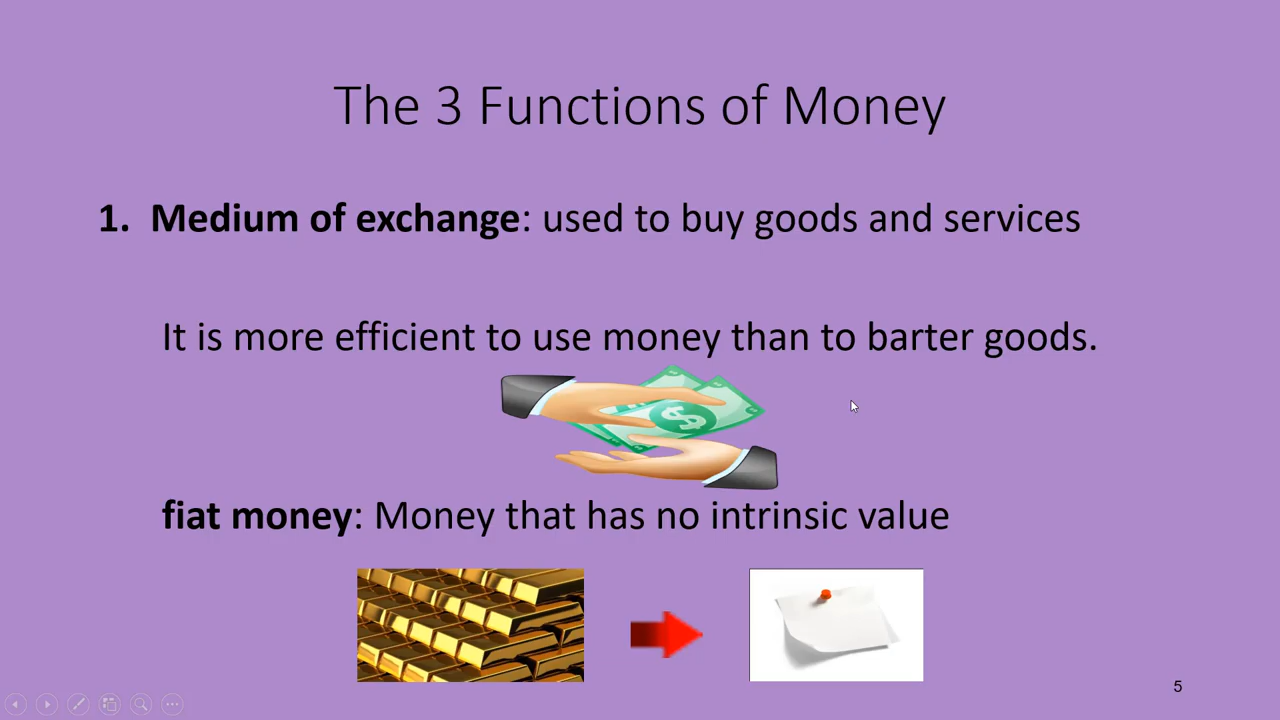 The 3 Functions of Money
1. Medium of exchange: used to buy goods and services
It is more efficient to use money than to barter goods.
$
fiat money: Money that has no intrinsic value
5